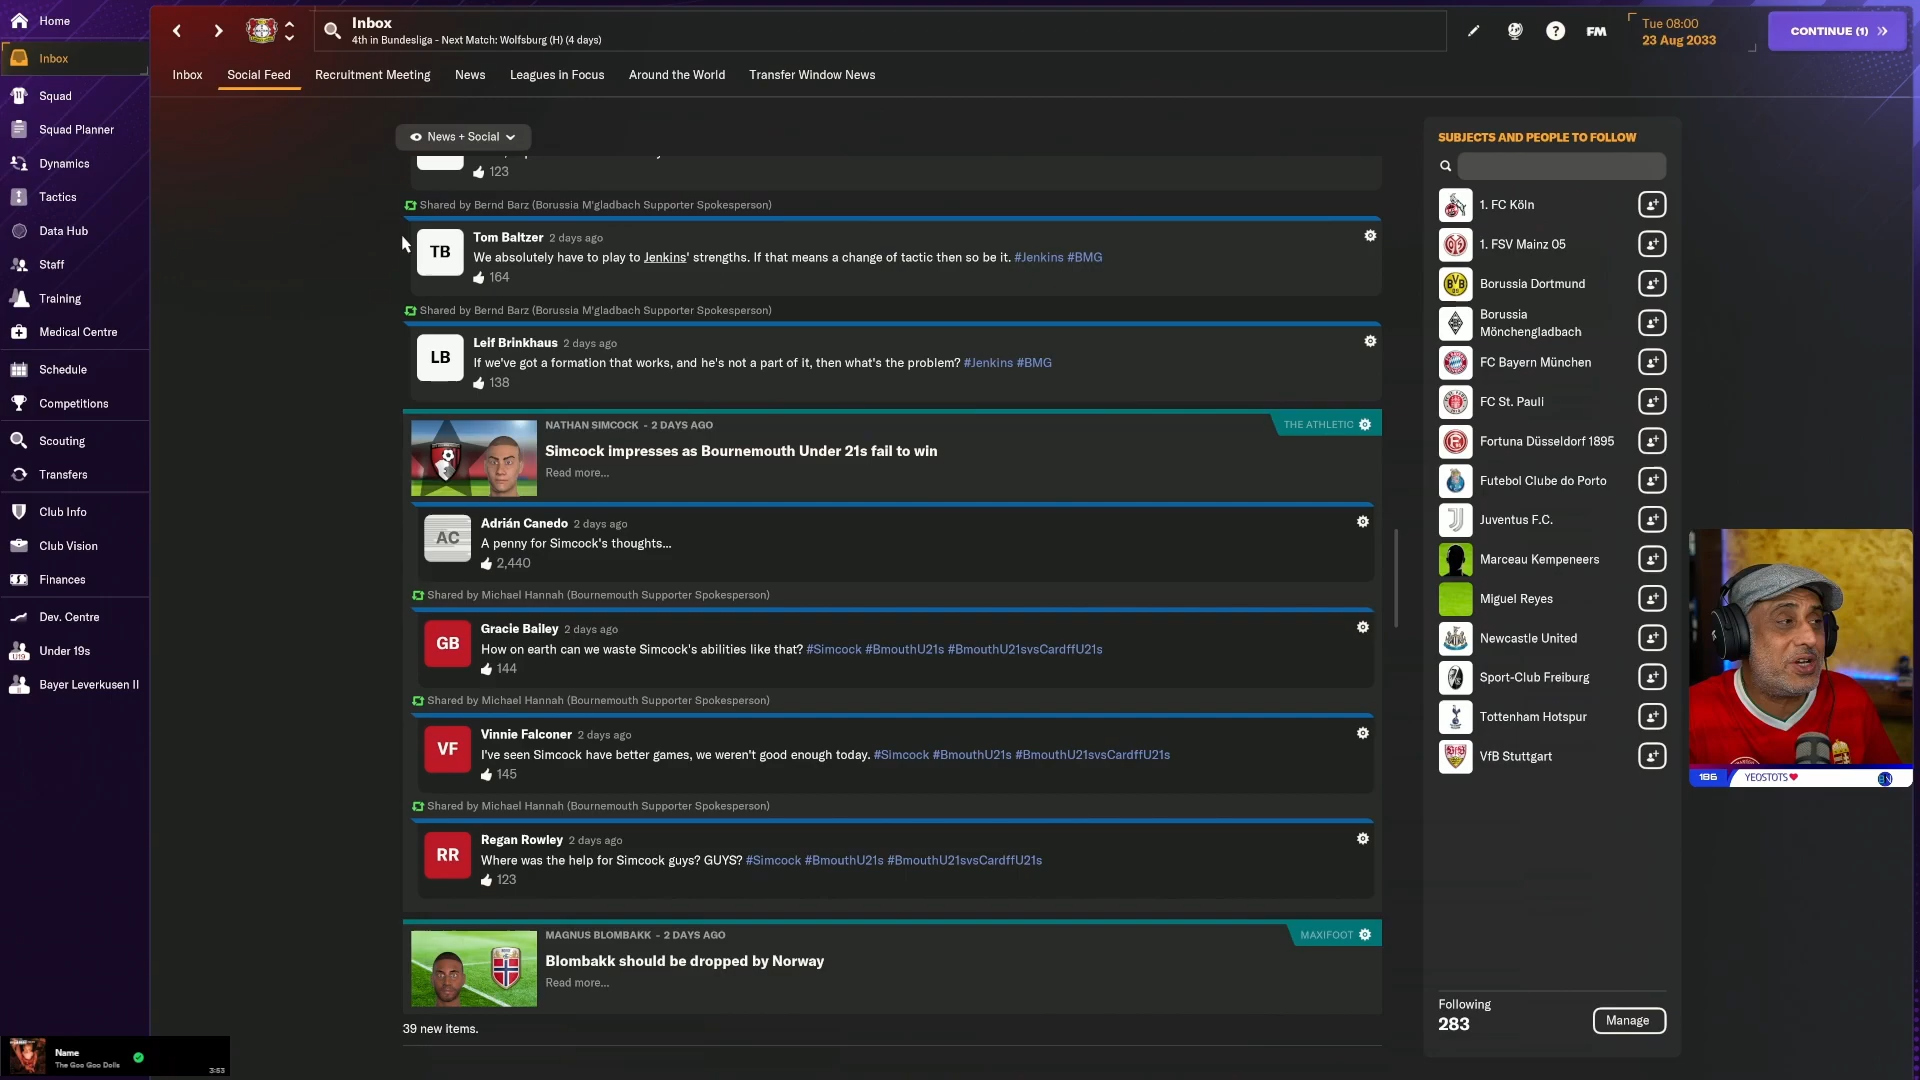 Home
Inbox
Squad
Squad Planner
Dynamics
Tactics
Data Hub
Staff
Training
Medical Centre
Schedule
Competitions
Scouting
Transfers
Club Info
Club Vision
Finances
Dev. Centre
Under 19s
Bayer Leverkusen II
Inbox
4th in Bundesliga - Next Match: Wolfsburg (H) (4 days)
FM
Tue 08:00
23 Aug 2033
CONTINUE (1)
Inbox
Social Feed
Recruitment Meeting
News
Leagues in Focus
Around the World
Transfer Window News
News + Social
123
Shared by Bernd Barz (Borussia M'gladbach Supporter Spokesperson)
TB
Tom Baltzer 2 days ago
We absolutely have to play to Jenkins' strengths. If that means a change of tactic then so be it. #Jenkins #BMG
164
Shared by Bernd Barz (Borussia M'gladbach Supporter Spokesperson)
LB
Leif Brinkhaus 2 days ago
If we've got a formation that works, and he's not a part of it, then what's the problem? #Jenkins #BMG
138
NATHAN SIMCOCK - 2 DAYS AGO
THE ATHLETIC
Simcock impresses as Bournemouth Under 21s fail to win
Read more...
AC
Adrián Canedo 2 days ago
A penny for Simcock's thoughts...
2,440
Shared by Michael Hannah (Bournemouth Supporter Spokesperson)
GB
Gracie Bailey 2 days ago
How on earth can we waste Simcock's abilities like that? #Simcock #BmouthU21s #BmouthU21svsCardffU21s
144
Shared by Michael Hannah (Bournemouth Supporter Spokesperson)
VF
Vinnie Falconer 2 days ago
I've seen Simcock have better games, we weren't good enough today. #Simcock #BmouthU21s #BmouthU21svsCardffU21s
145
Shared by Michael Hannah (Bournemouth Supporter Spokesperson)
RR
Regan Rowley 2 days ago
Where was the help for Simcock guys? GUYS? #Simcock #BmouthU21s #BmouthU21svsCardffU21s
123
MAGNUS BLOMBAKK - 2 DAYS AGO
MAXIFOOT
Blombakk should be dropped by Norway
Read more...
39 new items.
SUBJECTS AND PEOPLE TO FOLLOW
1. FC Köln
1. FSV Mainz 05
Borussia Dortmund
Borussia
Mönchengladbach
FC Bayern München
FC St. Pauli
Fortuna Düsseldorf 1895
Futebol Clube do Porto
Juventus F.C.
Marceau Kempeneers
Miguel Reyes
Newcastle United
Sport-Club Freiburg
Tottenham Hotspur
VfB Stuttgart
Following
283
Manage
186
YEOSTOTS
Name
The Goo Goo Dolls
3:53